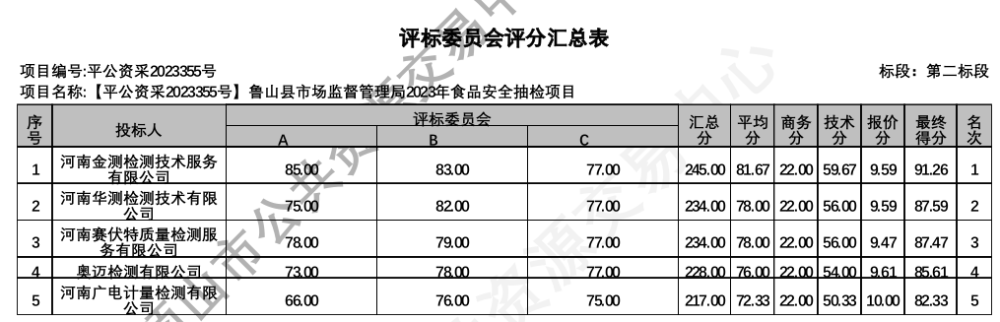 评标委员会评分汇总表
项目编号:平公资采2023355号 标段：第二标段
项目名称:【平公资采2023355号】鲁山县市场监督管理局2023年食品安全抽检项目
序号 投标人 评标委员会 汇总分 平均分 商务分 技术分 报价分 最终得分 名次
A B C
1 河南金测检测技术服务有限公司 85.00 83.00 77.00 245.00 81.67 22.00 59.67 9.59 91.26 1
2 河南华测检测技术有限公司 75.00 82.00 77.00 234.00 78.00 22.00 56.00 9.59 87.59 2
3 河南赛伏特质量检测服务有限公司 78.00 79.00 77.00 234.00 78.00 22.00 56.00 9.47 87.47 3
4 奥迈检测有限公司 73.00 78.00 77.00 228.00 76.00 22.00 54.00 9.61 85.61 4
5 河南广电计量检测有限公司 66.00 76.00 75.00 217.00 72.33 22.00 50.33 10.00 82.33 5